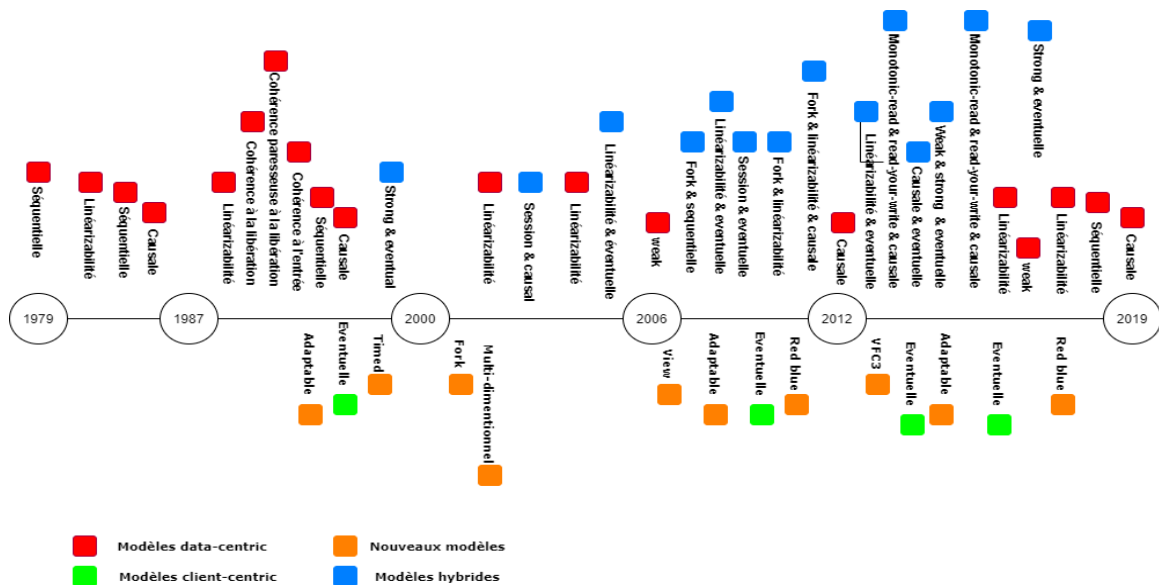 Séquentielle
Linéarizabilité
Séquentielle
Causale
Linéarizabilité
Cohérence à la libération
Cohérence paresseuse à la libération
Cohérence à l'entrée
Séquentielle
Causale
Strong & eventual
Linéarizabilité
Session & causal
Linéarizabilité
Linéarizabilité & éventuelle
weak
Fork & sequentielle
Linéarizabilité & eventuelle
Session & eventuelle
Fork & linéarizabilité
Fork & linéarizabilité & causale
Causale
Linéarizabilité & eventuelle
Monotonic-read & read-your-write & causale
Causale & eventuelle
Weak & strong & eventuelle
Monotonic-read & read-your-write & causale
Linéarizabilité
weak
Strong & eventuelle
Linéarizabilité
Séquentielle
Causale
1979
1987
2000
2006
2012
2019
Adaptable
Eventuelle
Timed
Fork
Multi-dimentionnel
View
Adaptable
Eventuelle
Red blue
VFC3
Eventuelle
Adaptable
Eventuelle
Red blue
Modèles data-centric
Nouveaux modèles
Modèles client-centric
Modèles hybrides